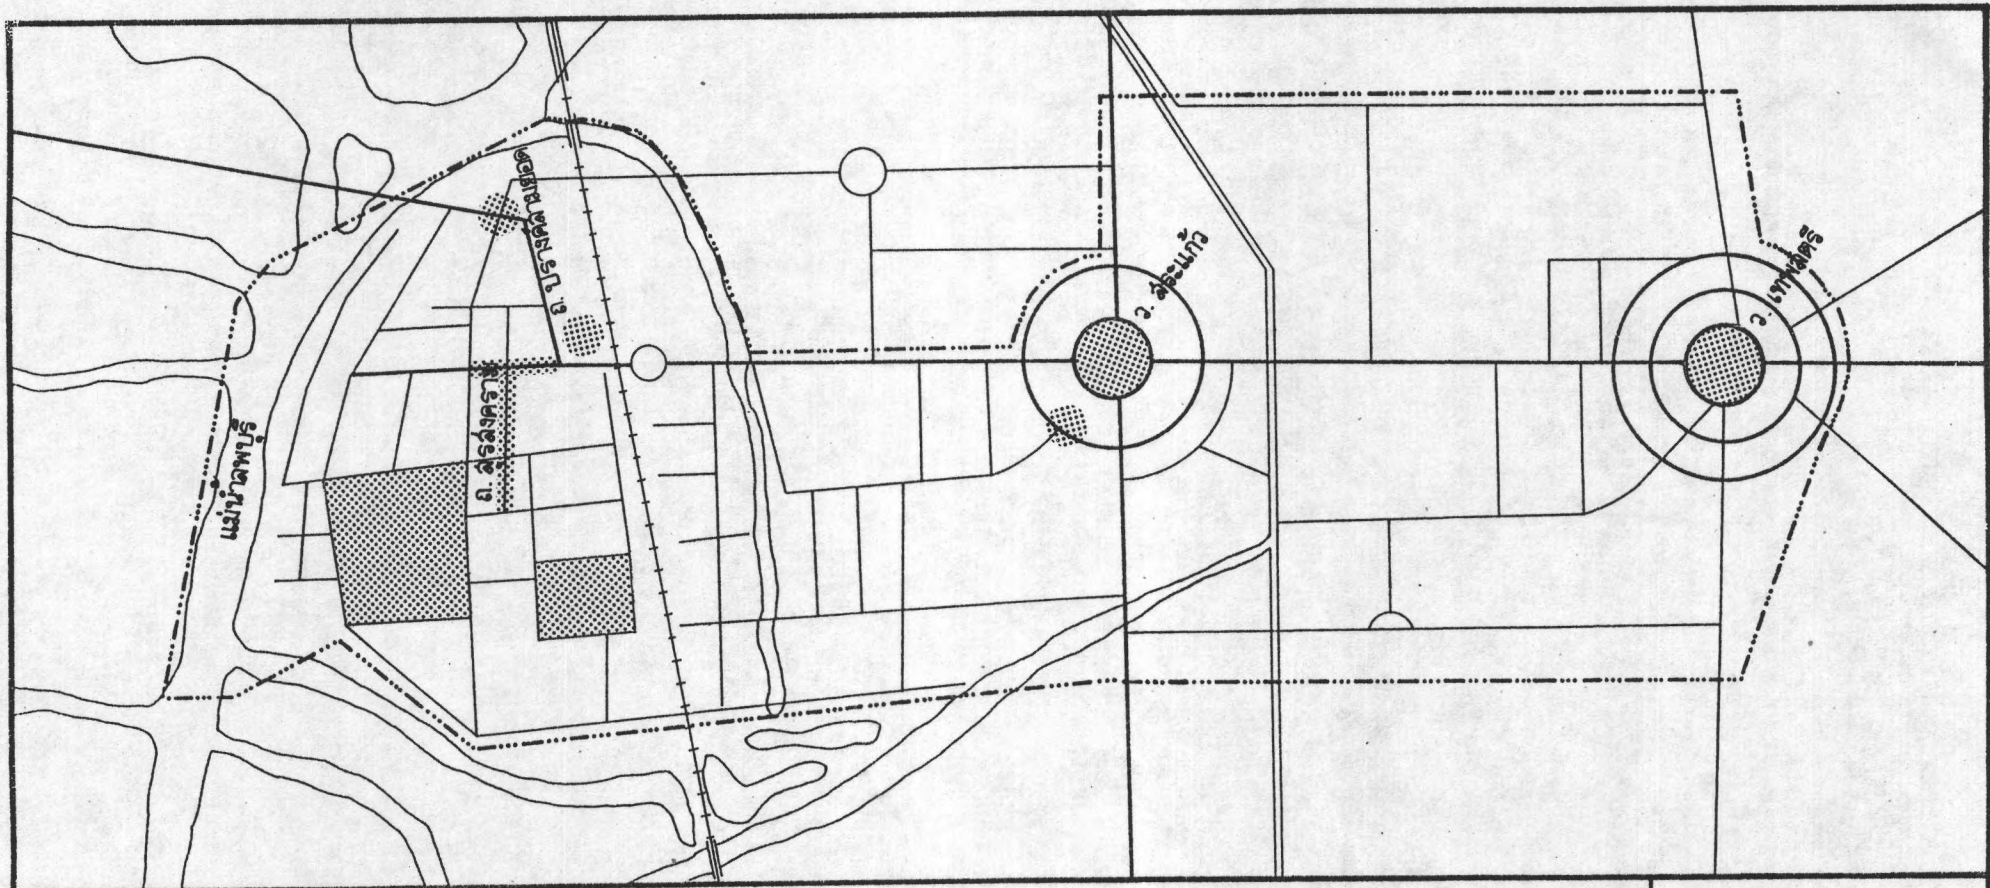 ถ. ปรางค์สามยอด
ถ. สุรสงคราม
แม่น้ำลพบุรี
ว. สระแก้ว
ว. เทพสตรี